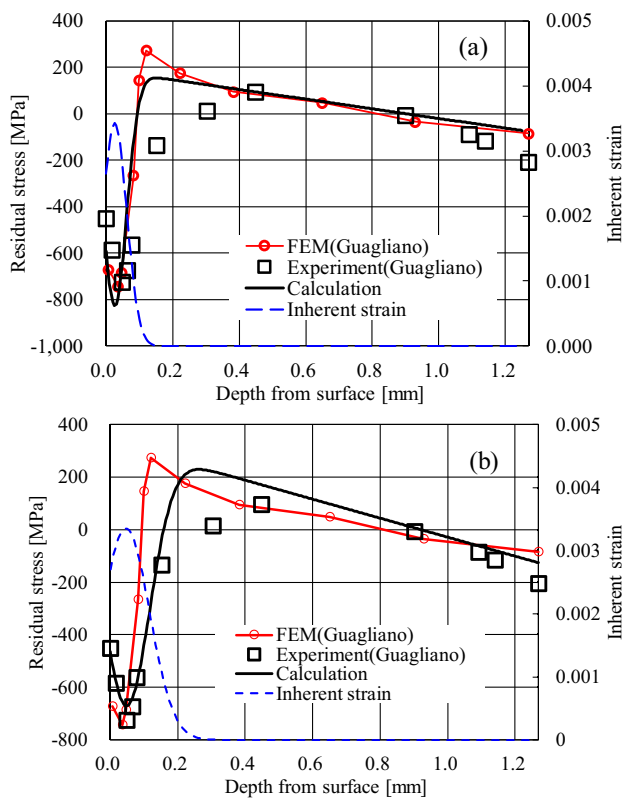 (a)
400
200
0
-200
-400
-600
-800
-1,000
Residual stress [MPa]
0.005
0.004
0.003
0.002
0.001
0.000
Inherent strain
FEM(Guagliano)
Experiment(Guagliano)
Calculation
Inherent strain
0.0 0.2 0.4 0.6 0.8 1.0 1.2
Depth from surface [mm]
(b)
400
200
0
-200
-400
-600
-800
Residual stress [MPa]
0.005
0.004
0.003
0.002
0.001
0
Inherent strain
FEM(Guagliano)
Experiment(Guagliano)
Calculation
Inherent strain
0.0 0.2 0.4 0.6 0.8 1.0 1.2
Depth from surface [mm]